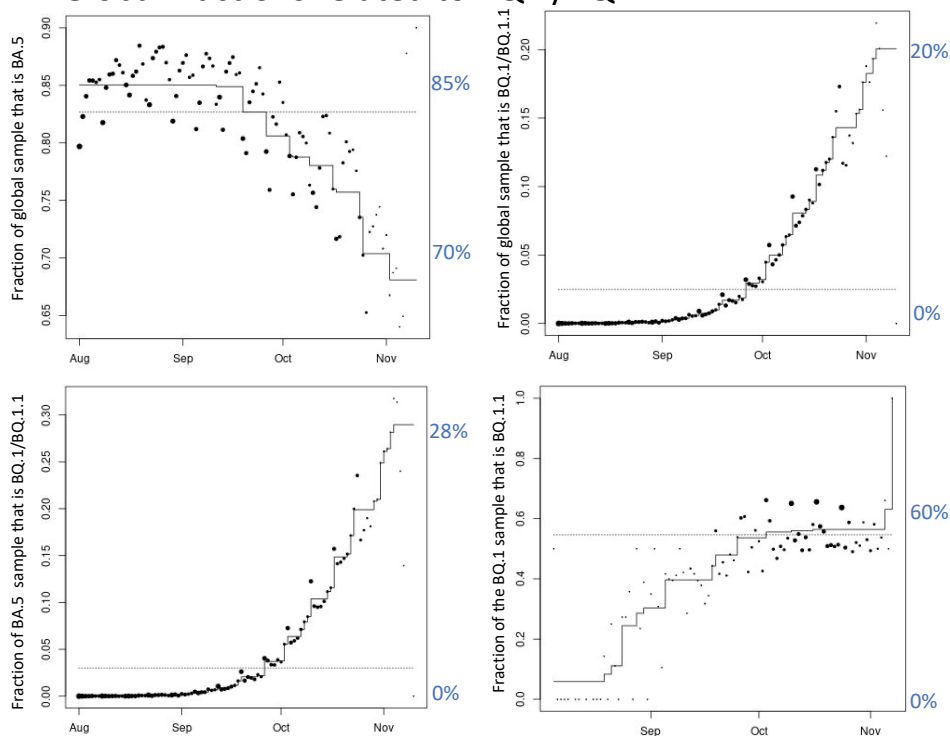 Fraction of global sample that is BA.5
0.90
0.85
0.80
0.75
0.70
0.65
Aug
Sep
Oct
Nov
85%
70%
Fraction of global sample that is BQ.1/BQ.1.1
0.20
0.15
0.10
0.05
0.00
Aug
Sep
Oct
Nov
20%
0%
Fraction of BA.5 sample that is BQ.1/BQ.1.1
0.30
0.25
0.20
0.15
0.10
0.05
0.00
Aug
Sep
Oct
Nov
28%
0%
Fraction of the BQ.1 sample that is BQ.1.1
1.0
0.8
0.6
0.4
0.2
0.0
Sep
Oct
Nov
60%
0%